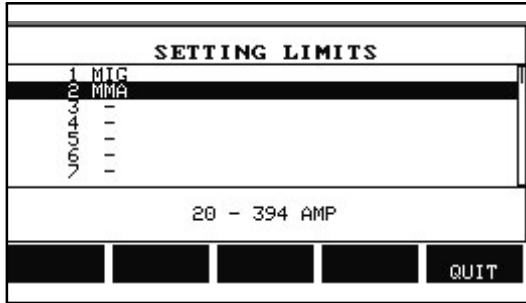 SETTING LIMITS
1 MIG
2 MMA
3 -
4 -
5 -
6 -
7 -
20 - 394 AMP
QUIT